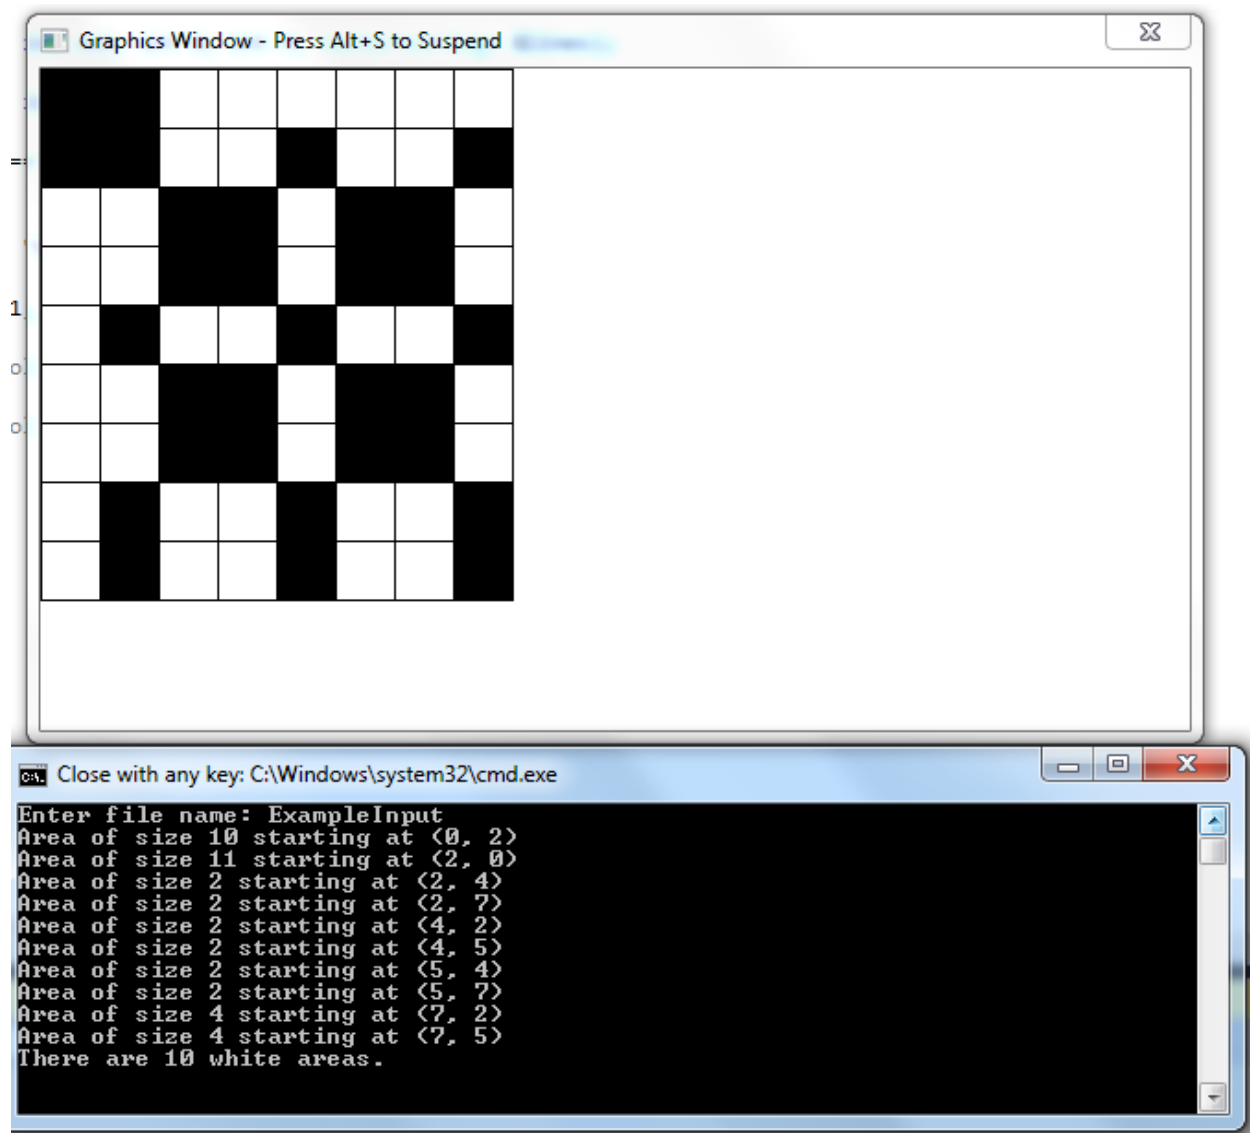 Graphics Window - Press Alt+S to Suspend
==
1
o
o
Close with any key: C:\Windows\system32\cmd.exe
Enter file name: ExampleInput
Area of size 10 starting at (0, 2)
Area of size 11 starting at (2, 0)
Area of size 2 starting at (2, 4)
Area of size 2 starting at (2, 7)
Area of size 2 starting at (4, 2)
Area of size 2 starting at (4, 5)
Area of size 2 starting at (5, 4)
Area of size 2 starting at (5, 7)
Area of size 4 starting at (7, 2)
Area of size 4 starting at (7, 5)
There are 10 white areas.